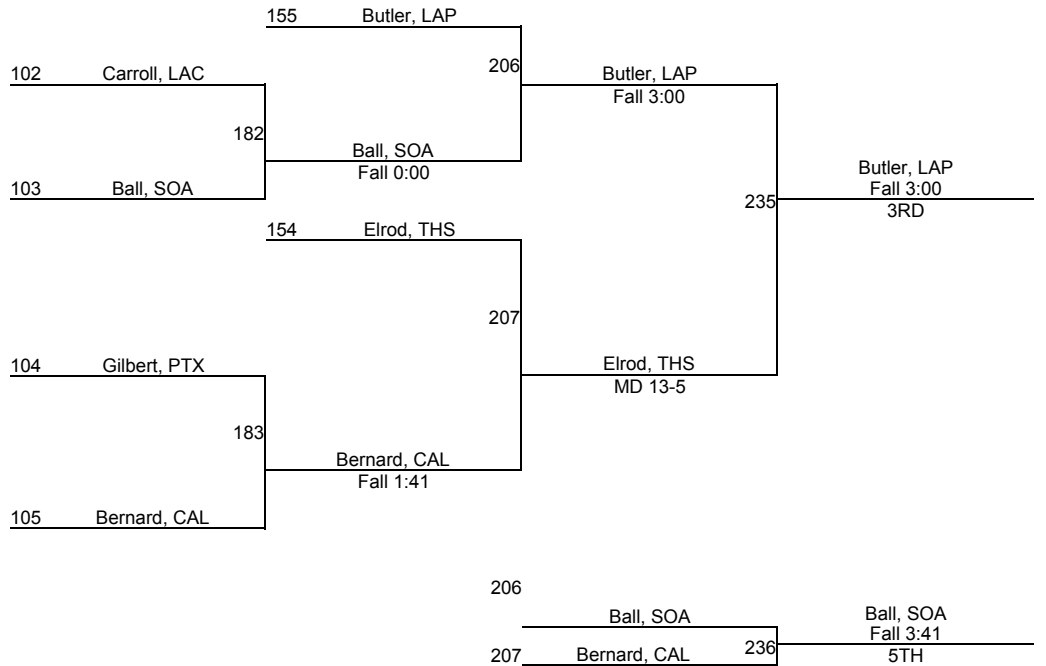 155 Butler, LAP
206
102 Carroll, LAC
Butler, LAP
Fall 3:00
182
Ball, SOA
Fall 0:00
103 Ball, SOA
Butler, LAP
Fall 3:00
3RD
235
154 Elrod, THS
207
104 Gilbert, PTX
Elrod, THS
MD 13-5
183
Bernard, CAL
Fall 1:41
105 Bernard, CAL
206
Ball, SOA
207 Bernard, CAL
236
Ball, SOA
Fall 3:41
5TH